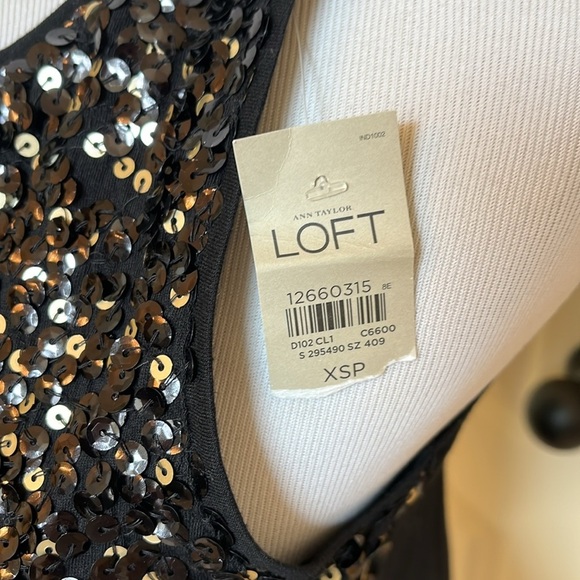 IND1002
ANN TAYLOR
LOFT
12660315 8E
D102 CL1 C6600
S 295490 SZ 409
XSP